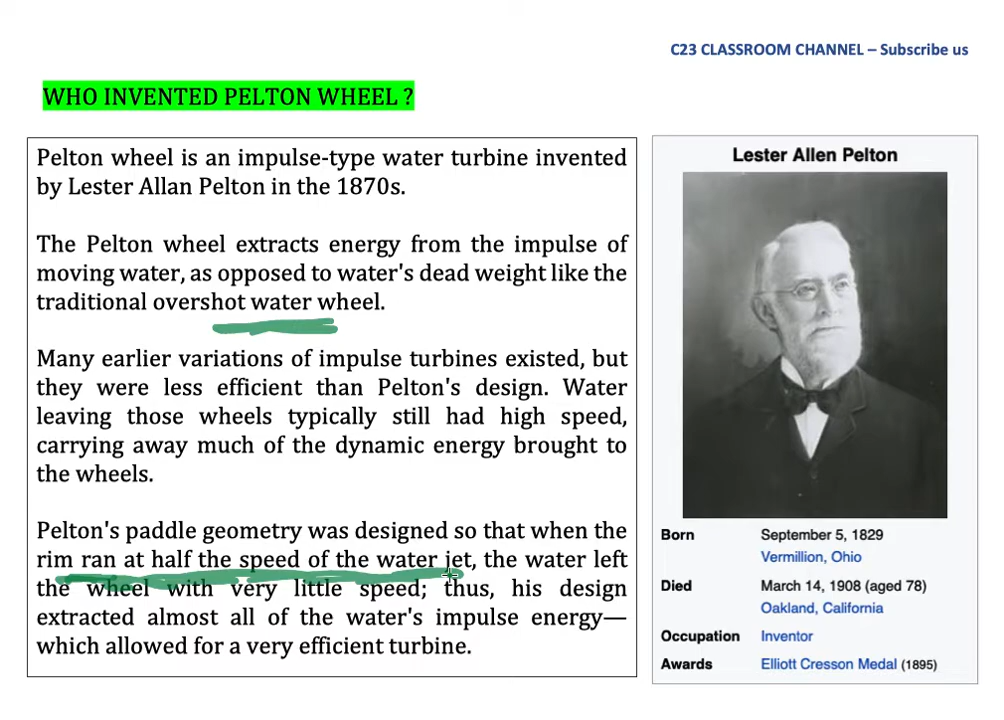 C23 CLASSROOM CHANNEL – Subscribe us
WHO INVENTED PELTON WHEEL ?
Pelton wheel is an impulse-type water turbine invented
by Lester Allan Pelton in the 1870s.
The Pelton wheel extracts energy from the impulse of
moving water, as opposed to water's dead weight like the
traditional overshot water wheel.
Many earlier variations of impulse turbines existed, but
they were less efficient than Pelton's design. Water
leaving those wheels typically still had high speed,
carrying away much of the dynamic energy brought to
the wheels.
Pelton's paddle geometry was designed so that when the
rim ran at half the speed of the water jet, the water left
the wheel with very little speed; thus, his design
extracted almost all of the water's impulse energy—
which allowed for a very efficient turbine.
Lester Allen Pelton
Born September 5, 1829
Vermillion, Ohio
Died March 14, 1908 (aged 78)
Oakland, California
Occupation Inventor
Awards Elliott Cresson Medal (1895)